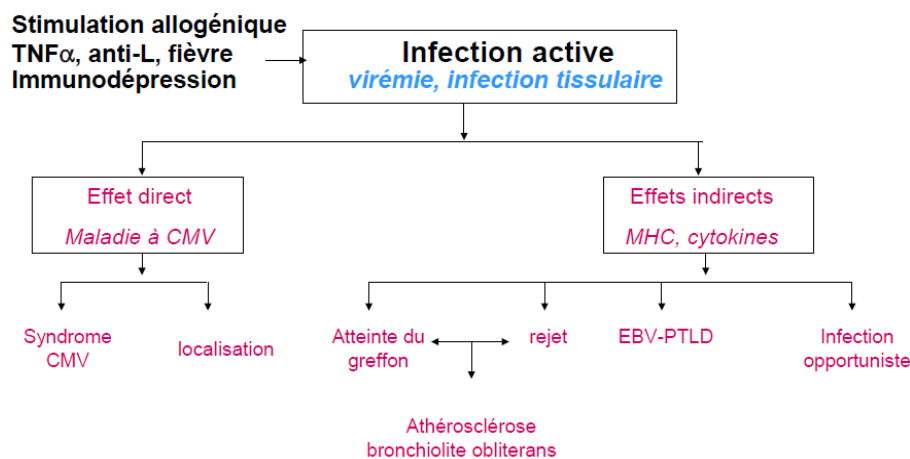 Stimulation allogénique
TNFα, anti-L, fièvre
Immunodépression
Infection active
virémie, infection tissulaire
Effet direct
Maladie à CMV
Effets indirects
MHC, cytokines
Syndrome
CMV
localisation
Atteinte du
greffon
rejet
EBV-PTLD
Infection
opportuniste
Athérosclérose
bronchiolite obliterans